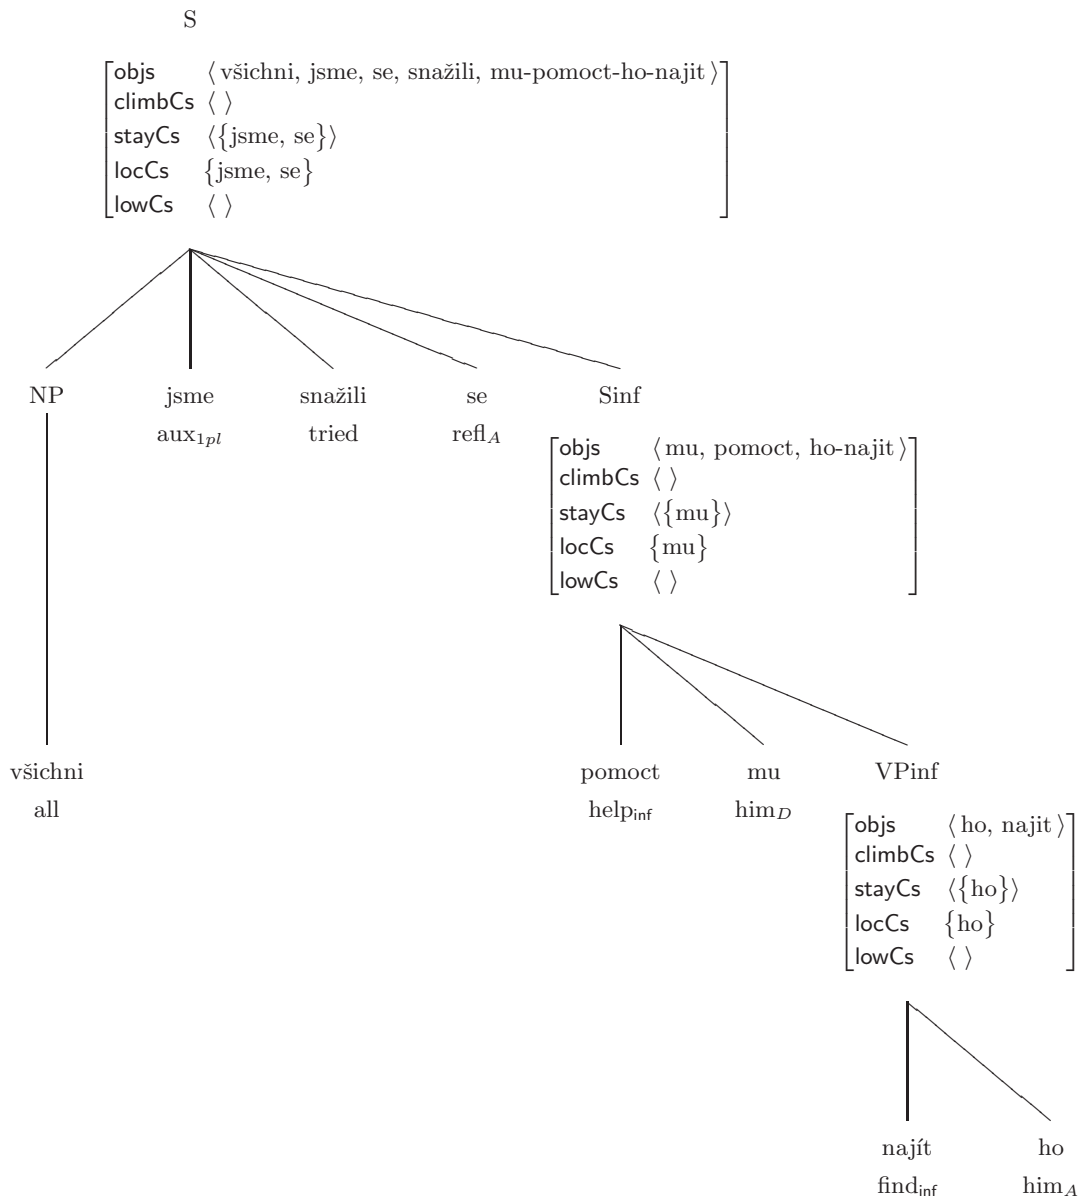 S
objs ⟨ všichni, jsme, se, snažili, mu-pomoct-ho-najit ⟩
climbCs ⟨ ⟩
stayCs ⟨{jsme, se}⟩
locCs {jsme, se}
lowCs ⟨ ⟩
NP jsme snažili se Sinf
aux1pl tried reflA
objs ⟨ mu, pomoct, ho-najit ⟩
climbCs ⟨ ⟩
stayCs ⟨{mu}⟩
locCs {mu}
lowCs ⟨ ⟩
všichni pomoct mu VPinf
all helpinf himD
objs ⟨ ho, najit ⟩
climbCs ⟨ ⟩
stayCs ⟨{ho}⟩
locCs {ho}
lowCs ⟨ ⟩
najít ho
findinf himA